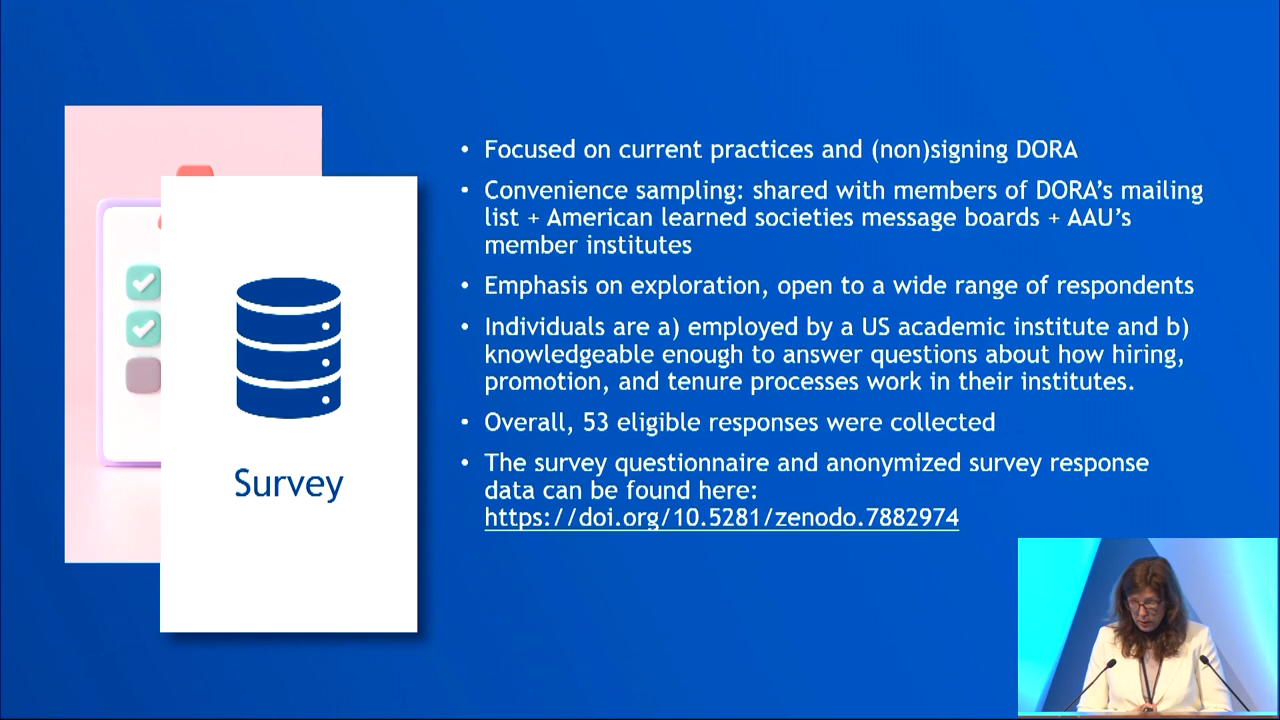 Survey
• Focused on current practices and (non)signing DORA
• Convenience sampling: shared with members of DORA's mailing
list + American learned societies message boards + AAU's
member institutes
• Emphasis on exploration, open to a wide range of respondents
• Individuals are a) employed by a US academic institute and b)
knowledgeable enough to answer questions about how hiring,
promotion, and tenure processes work in their institutes.
• Overall, 53 eligible responses were collected
• The survey questionnaire and anonymized survey response
data can be found here:
https://doi.org/10.5281/zenodo.7882974